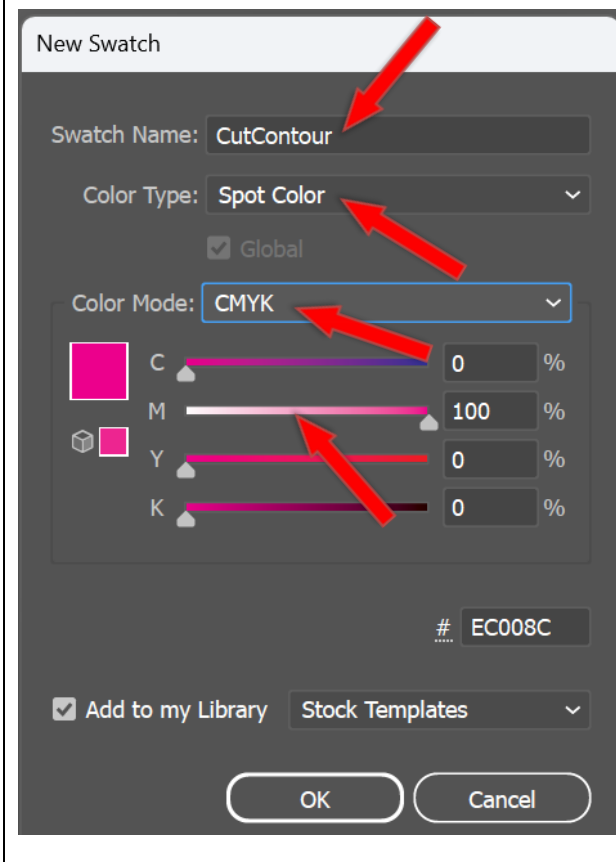 New Swatch
Swatch Name: CutContour
Color Type: Spot Color
Global
Color Mode: CMYK
C 0 %
M 100 %
Y 0 %
K 0 %
# EC008C
Add to my Library Stock Templates
OK Cancel